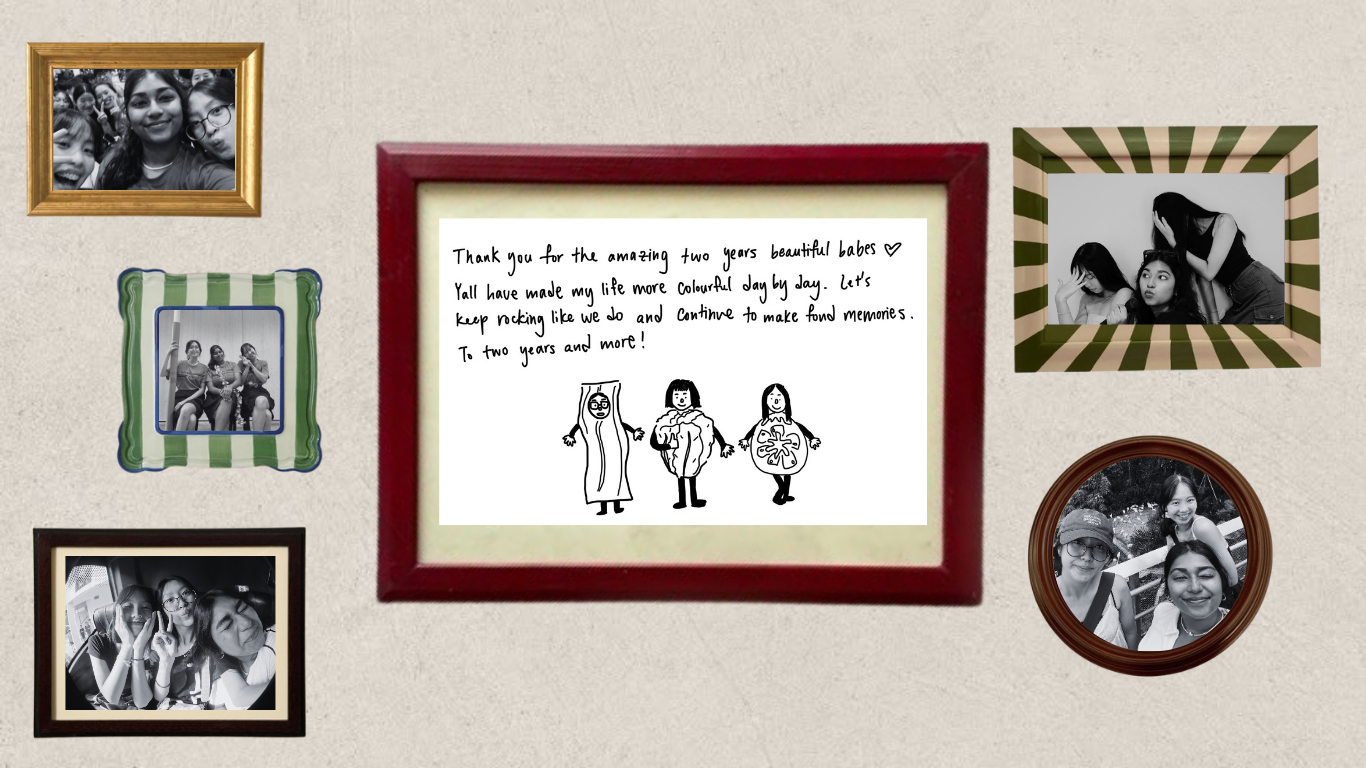 Thank you for the amazing two years beautiful babes ♡
Yall have made my life more colourful day by day. Let's
keep rocking like we do and continue to make fond memories.
To two years and more!